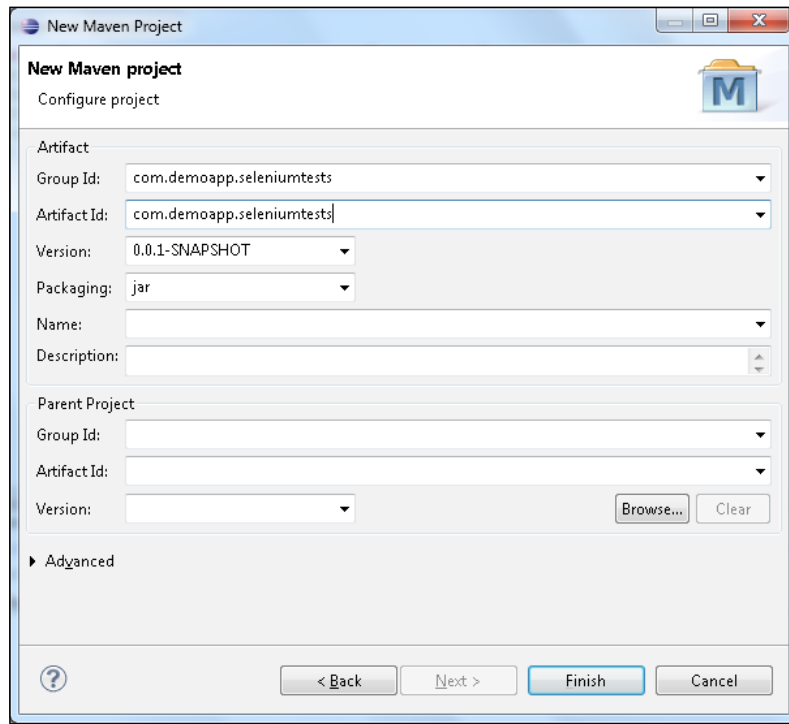 New Maven Project
New Maven project
Configure project
M
Artifact
Group Id: com.demoapp.seleniumtests
Artifact Id: com.demoapp.seleniumtests
Version: 0.0.1-SNAPSHOT
Packaging: jar
Name:
Description:
Parent Project
Group Id:
Artifact Id:
Version: Browse... Clear
Advanced
? < Back Next > Finish Cancel